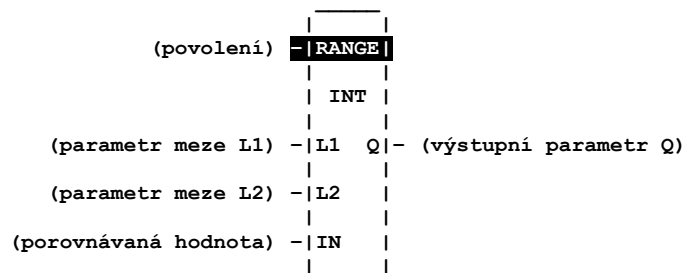 (povolení) -|RANGE|
| INT |
(parametr meze L1) -|L1 Q|- (výstupní parametr Q)
(parametr meze L2) -|L2 |
(porovnávaná hodnota) -|IN |